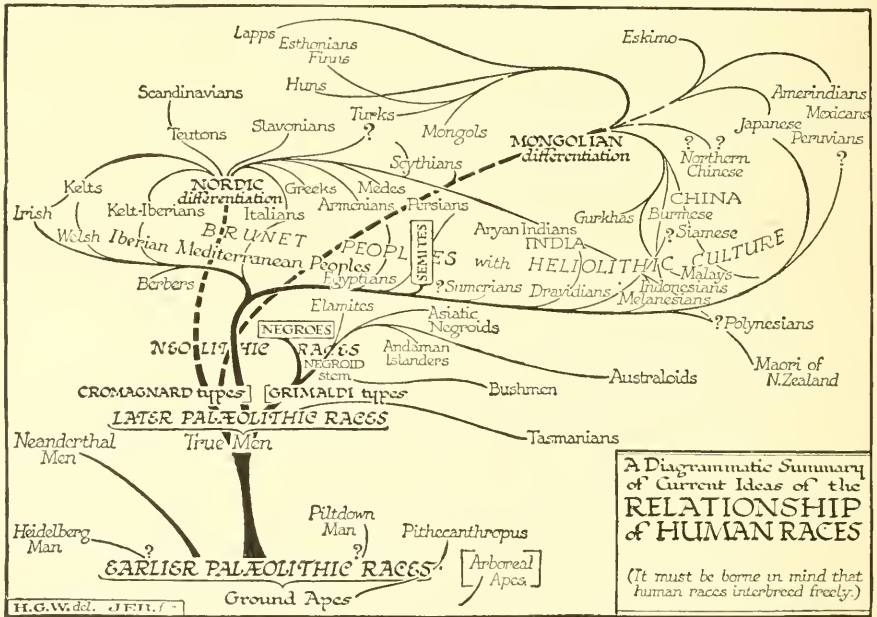 Lapps
Esthonians
Finns
Huns
Turks
?
Mongols
Eskimo
Amerindians
Mexicans
Japanese
Peruvians
?
Scandinavians
Teutons
Slavonians
MONGOLIAN
differentiation
? ?
Northern
Chinese
Kelts
NORDIC
differentiation
Scythians
Greeks
Medes
Armenians
Persians
CHINA
Irish
Kelt-Iberians
Italians
Gurkhas
Burmese
?
Siamese
Welsh
Iberian
BRUNET
Mediterranean Peoples
PEOPLES
SEMITES
Aryan Indians
INDIA
with HELIOLITHIC CULTURE
Malays
Berbers
Egyptians
? Sumerians
Dravidians
Indonesians
Melanesians
Elamites
NEGROES
Asiatic
Negroids
? Polynesians
NEOLITHIC RACES
NEGROID
stem
Andaman
Islanders
Australoids
Maori of
N.Zealand
CROMAGNARD types]
[GRIMALDI types
Bushmen
LATER PALÆOLITHIC RACES
True Men
Tasmanians
Neanderthal
Men
Heidelberg
Man
?
Piltdown
Man
?
Pithecanthropus
EARLIER PALÆOLITHIC RACES
[Arboreal
Apes]
Ground Apes
A Diagrammatic Summary
of Current Ideas of the
RELATIONSHIP
of HUMAN RACES
(It must be borne in mind that
human races interbreed freely.)
H.G.W. del.